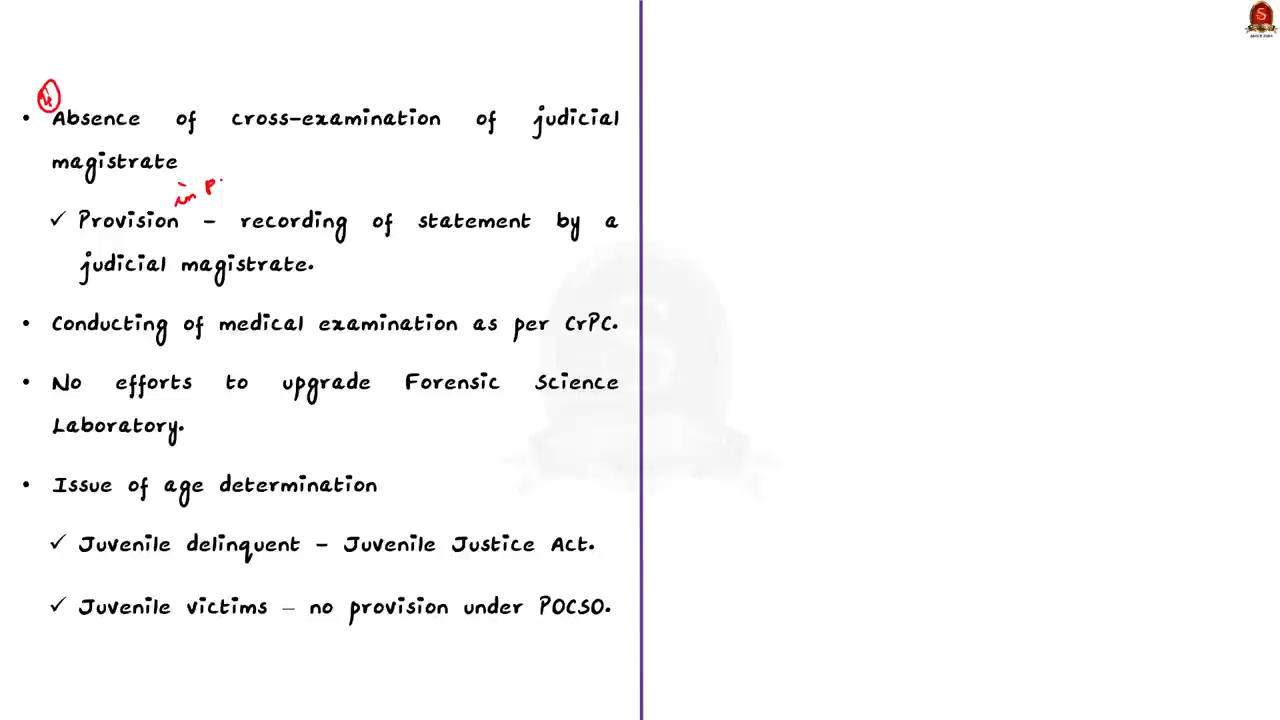 4
• Absence of cross-examination of judicial
magistrate
in P.
✓ Provision – recording of statement by a
judicial magistrate.
• Conducting of medical examination as per CrPC.
• No efforts to upgrade Forensic Science
Laboratory.
• Issue of age determination
✓ Juvenile delinquent – Juvenile Justice Act.
✓ Juvenile victims – no provision under POCSO.